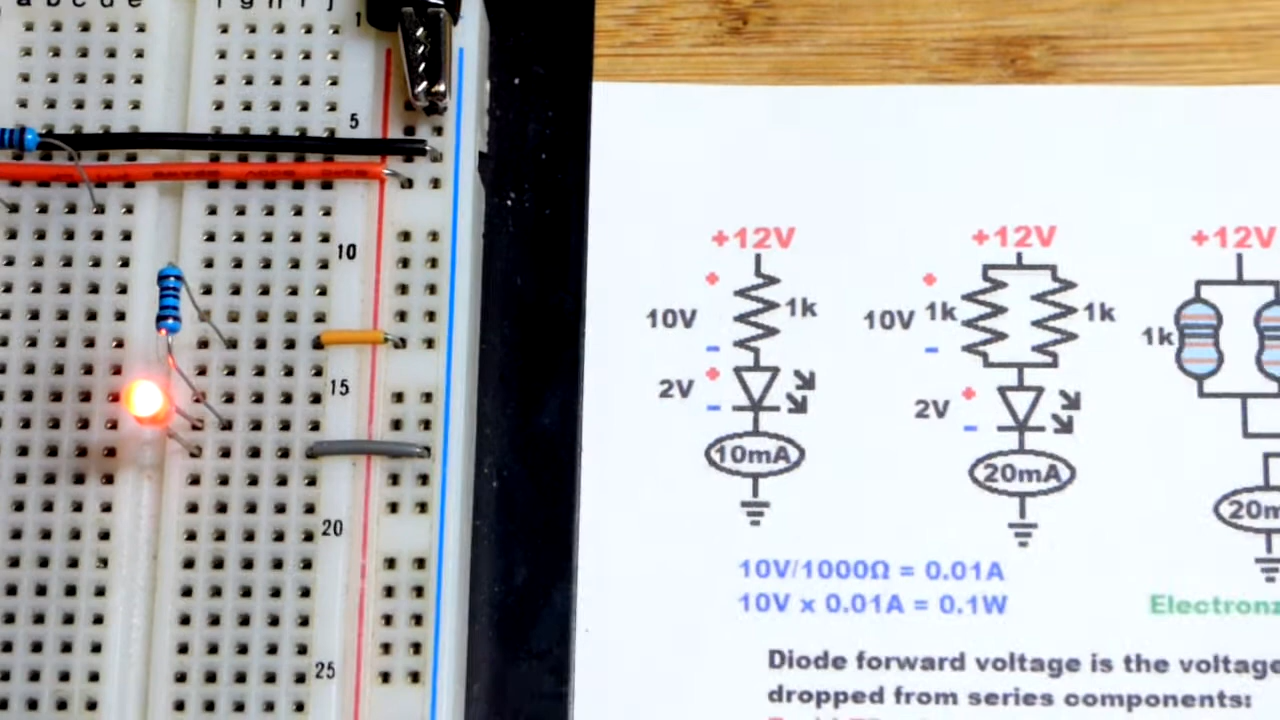 a b c d e
f g h i j
1
5
10
15
20
25
+12V
+
10V
1k
-
+
2V
-
10mA
+12V
+
10V 1k
1k
-
+
2V
-
20mA
+12V
1k
20m
10V/1000Ω = 0.01A
10V x 0.01A = 0.1W
Electronz
Diode forward voltage is the voltage
dropped from series components: